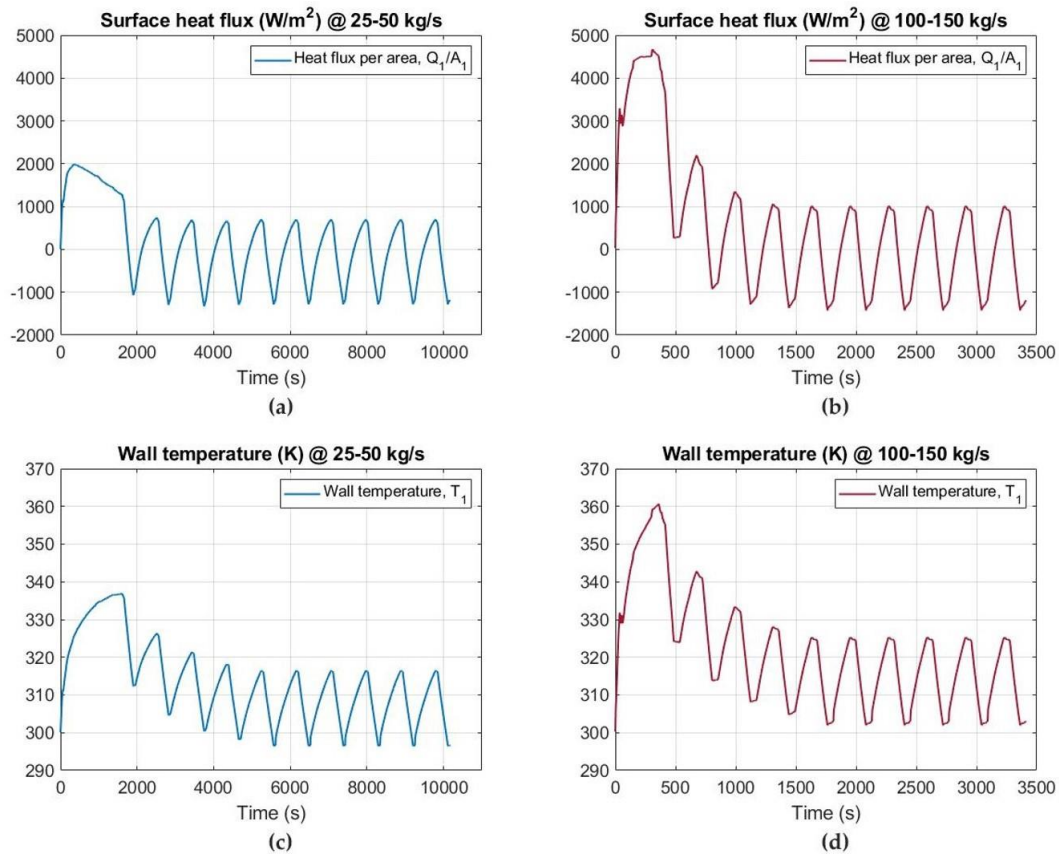 Surface heat flux (W/m²) @ 25-50 kg/s
5000
4000
3000
2000
1000
0
-1000
-2000
Heat flux per area, Q₁/A₁
0 2000 4000 6000 8000 10000
Time (s)
(a)
Surface heat flux (W/m²) @ 100-150 kg/s
5000
4000
3000
2000
1000
0
-1000
-2000
Heat flux per area, Q₁/A₁
0 500 1000 1500 2000 2500 3000 3500
Time (s)
(b)
Wall temperature (K) @ 25-50 kg/s
370
360
350
340
330
320
310
300
290
Wall temperature, T₁
0 2000 4000 6000 8000 10000
Time (s)
(c)
Wall temperature (K) @ 100-150 kg/s
370
360
350
340
330
320
310
300
290
Wall temperature, T₁
0 500 1000 1500 2000 2500 3000 3500
Time (s)
(d)